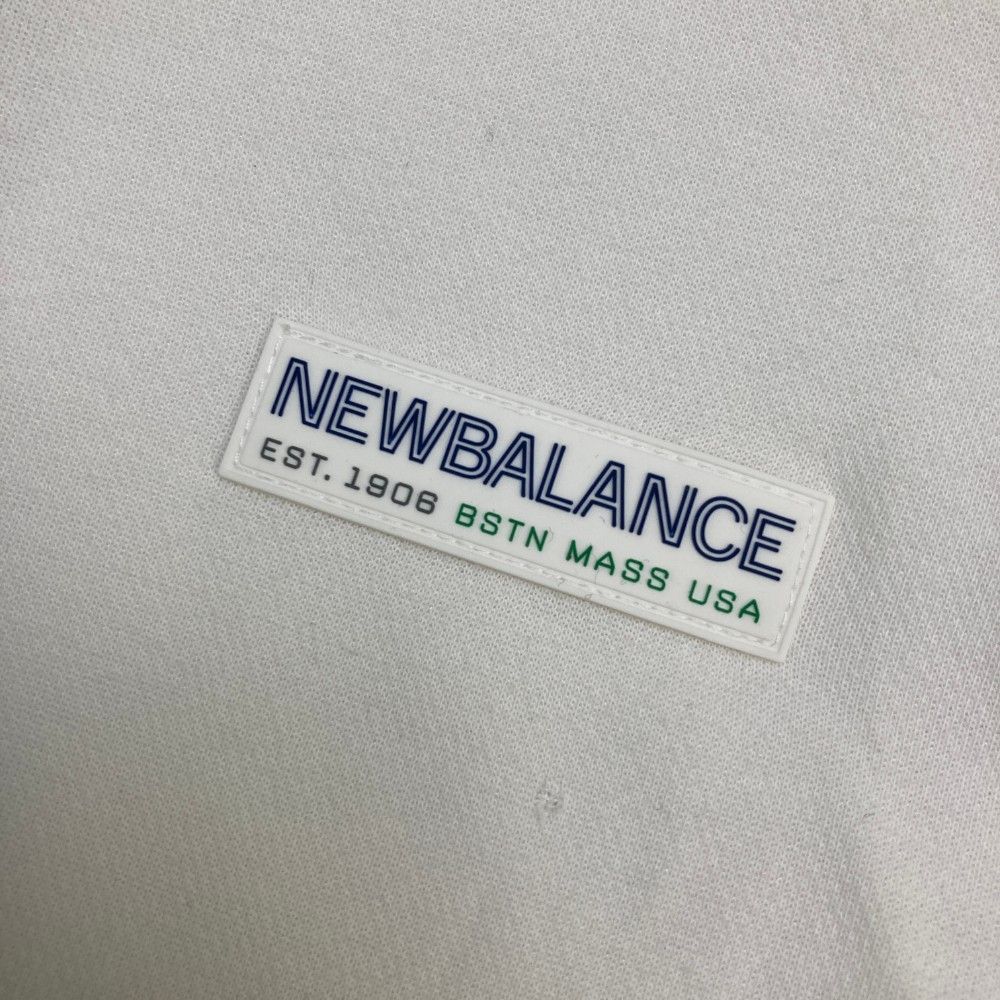 NEWBALANCE
EST. 1906 BSTN MASS USA